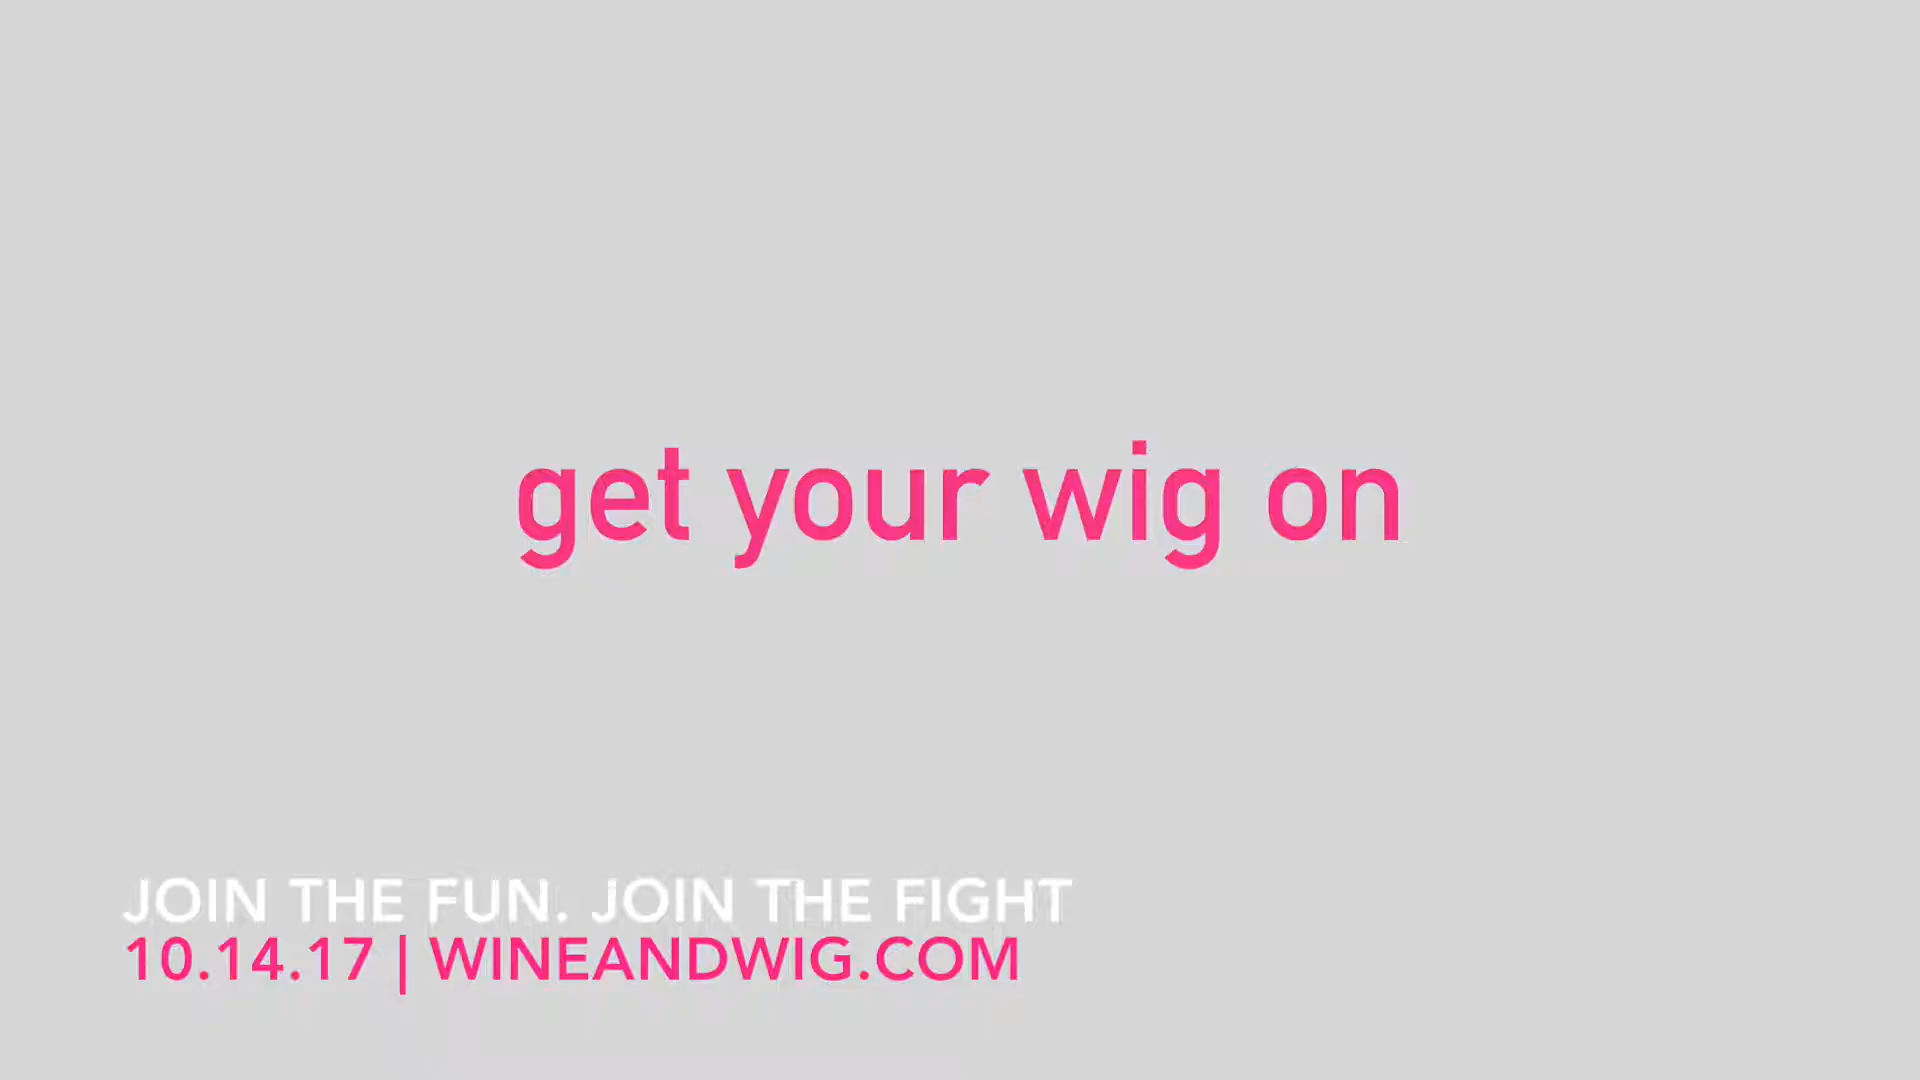 get your wig on
JOIN THE FUN. JOIN THE FIGHT
10.14.17 | WINEANDWIG.COM